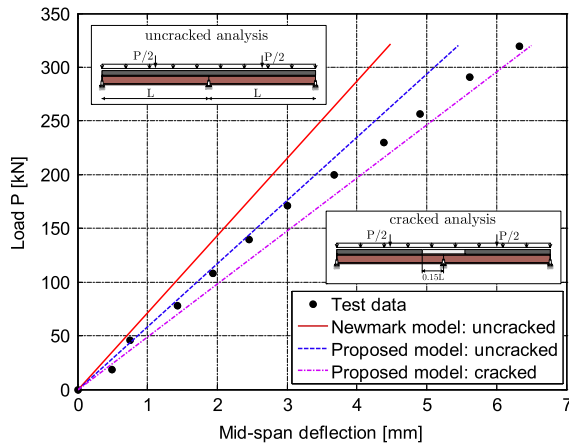 350
300
250
200
150
100
50
0
Load P [kN]
uncracked analysis
P/2
P/2
L
L
cracked analysis
P/2
P/2
0.15L
Test data
Newmark model: uncracked
Proposed model: uncracked
Proposed model: cracked
0
1
2
3
4
5
6
7
Mid-span deflection [mm]